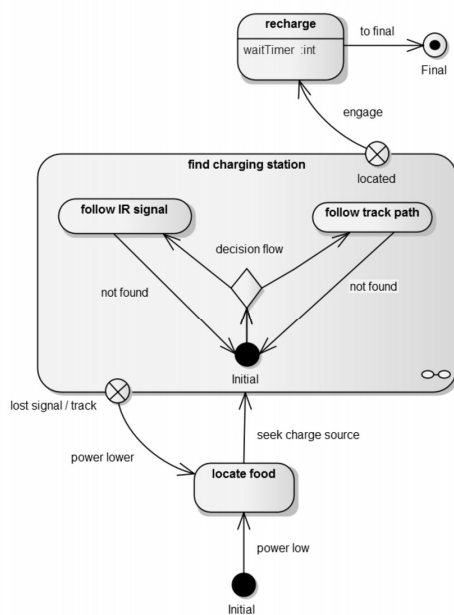 recharge
waitTimer :int
to final
Final
engage
located
find charging station
follow IR signal
follow track path
decision flow
not found
not found
Initial
lost signal / track
seek charge source
power lower
locate food
power low
Initial